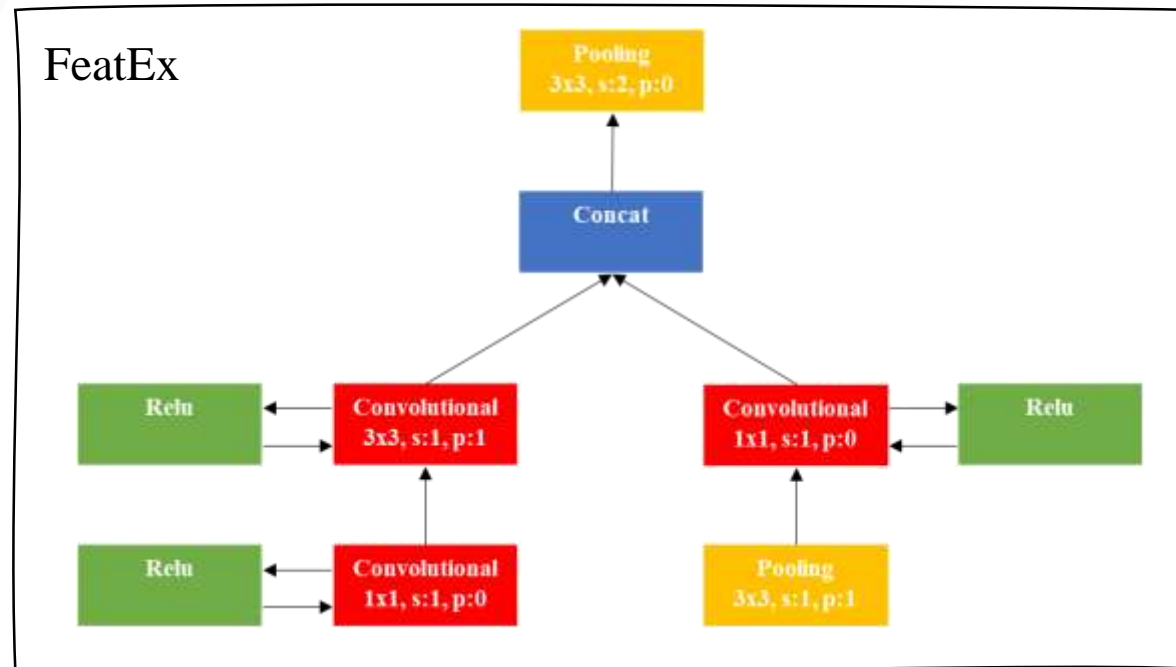 FeatEx
Pooling
3x3, s:2, p:0
Concat
Relu
Convolutional
3x3, s:1, p:1
Convolutional
1x1, s:1, p:0
Relu
Relu
Convolutional
1x1, s:1, p:0
Pooling
3x3, s:1, p:1